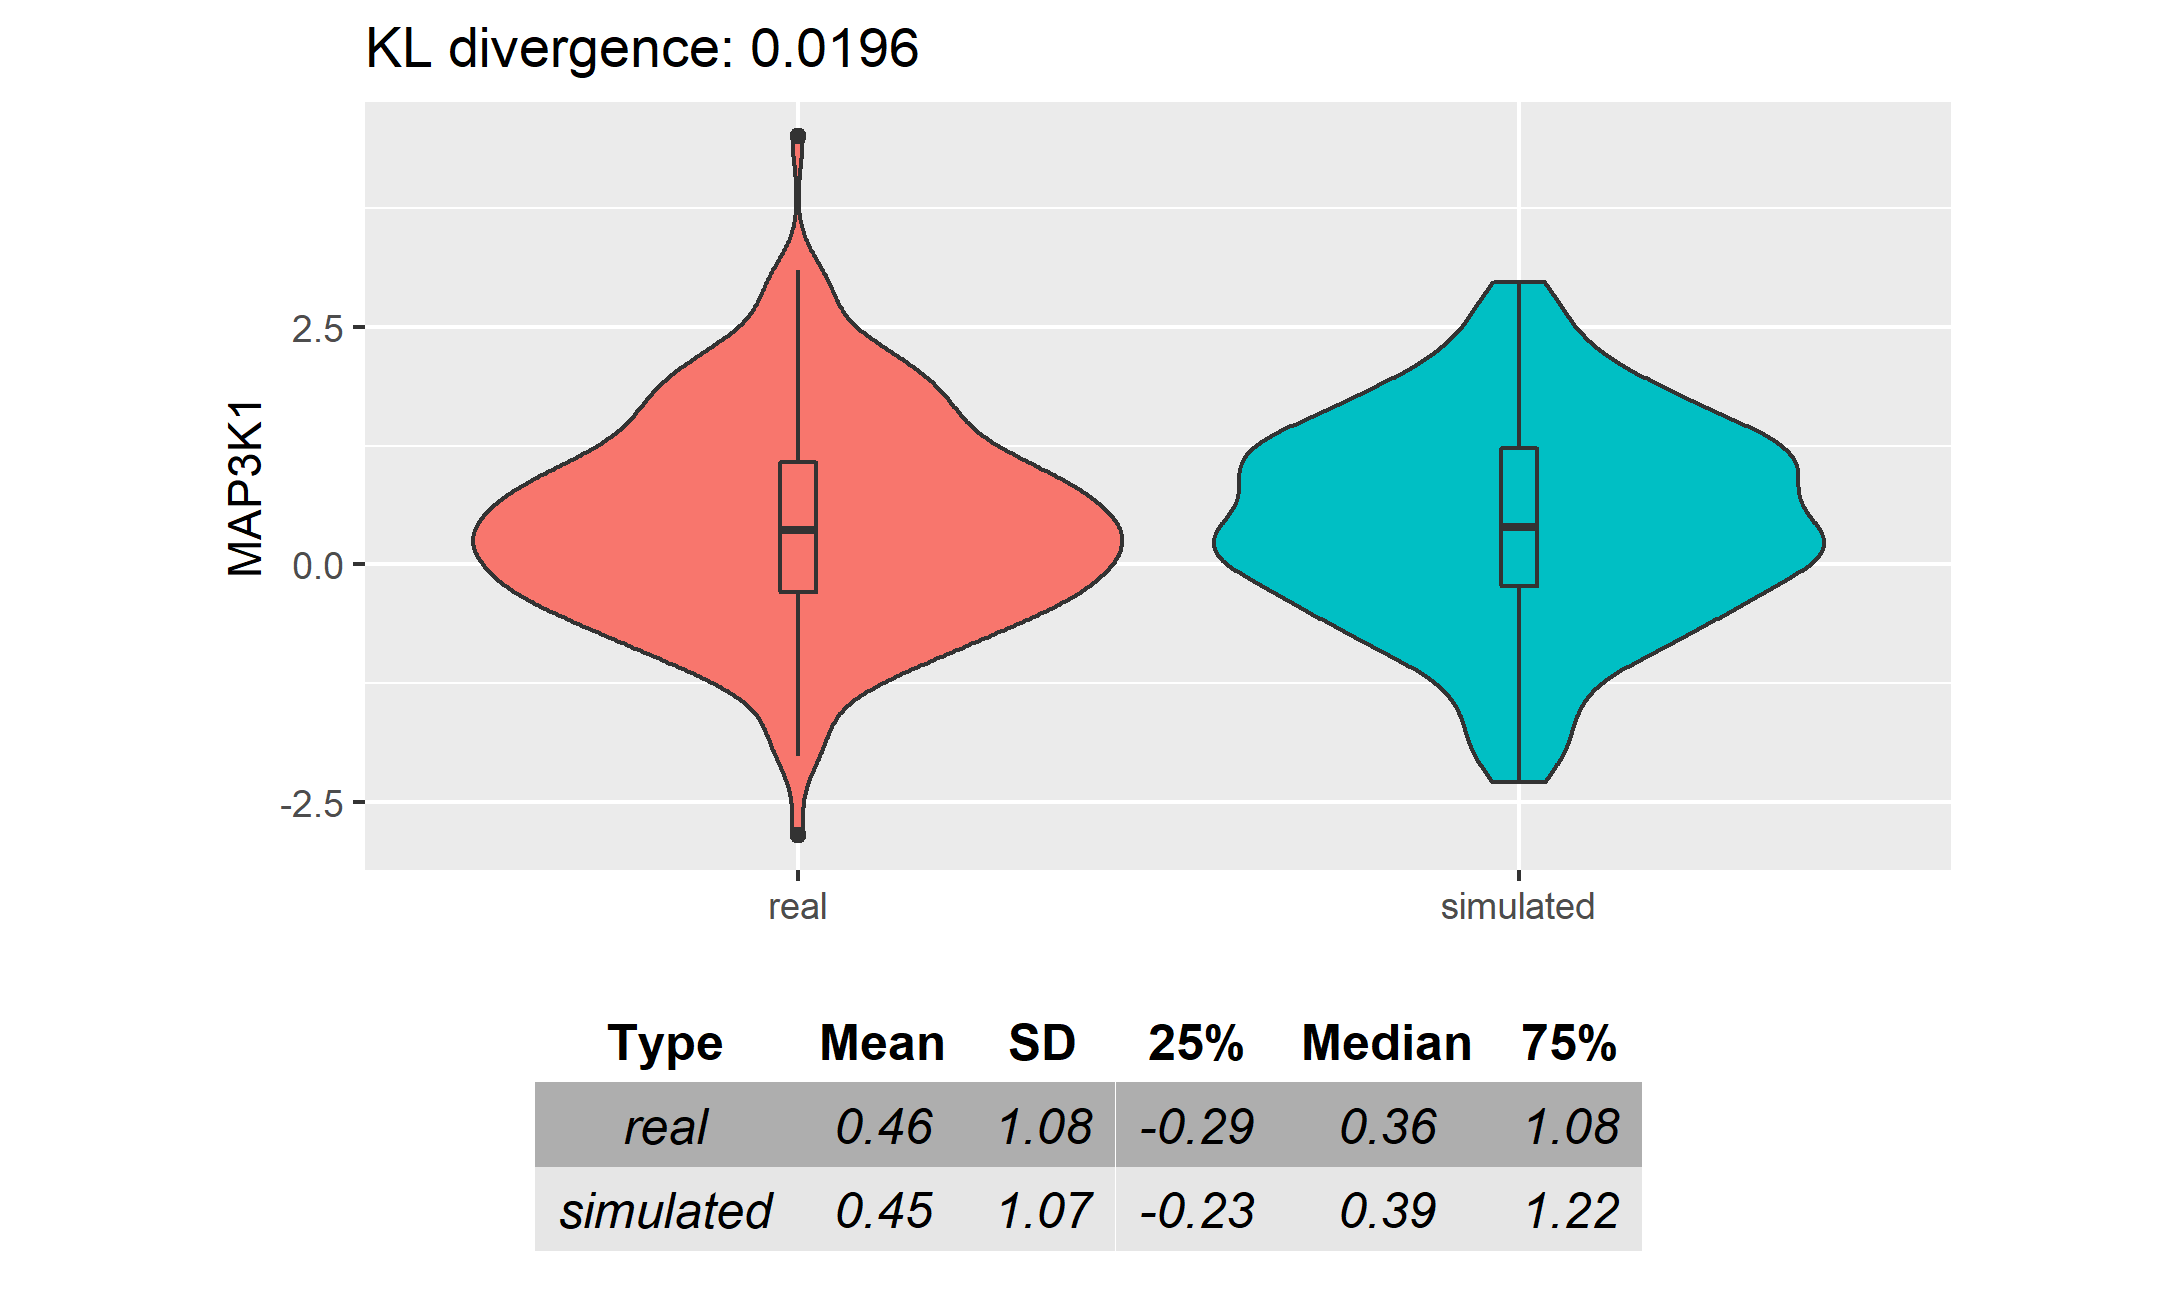 KL divergence: 0.0196
MAP3K1
2.5
0.0
-2.5
real simulated
Type Mean SD 25% Median 75%
real 0.46 1.08 -0.29 0.36 1.08
simulated 0.45 1.07 -0.23 0.39 1.22